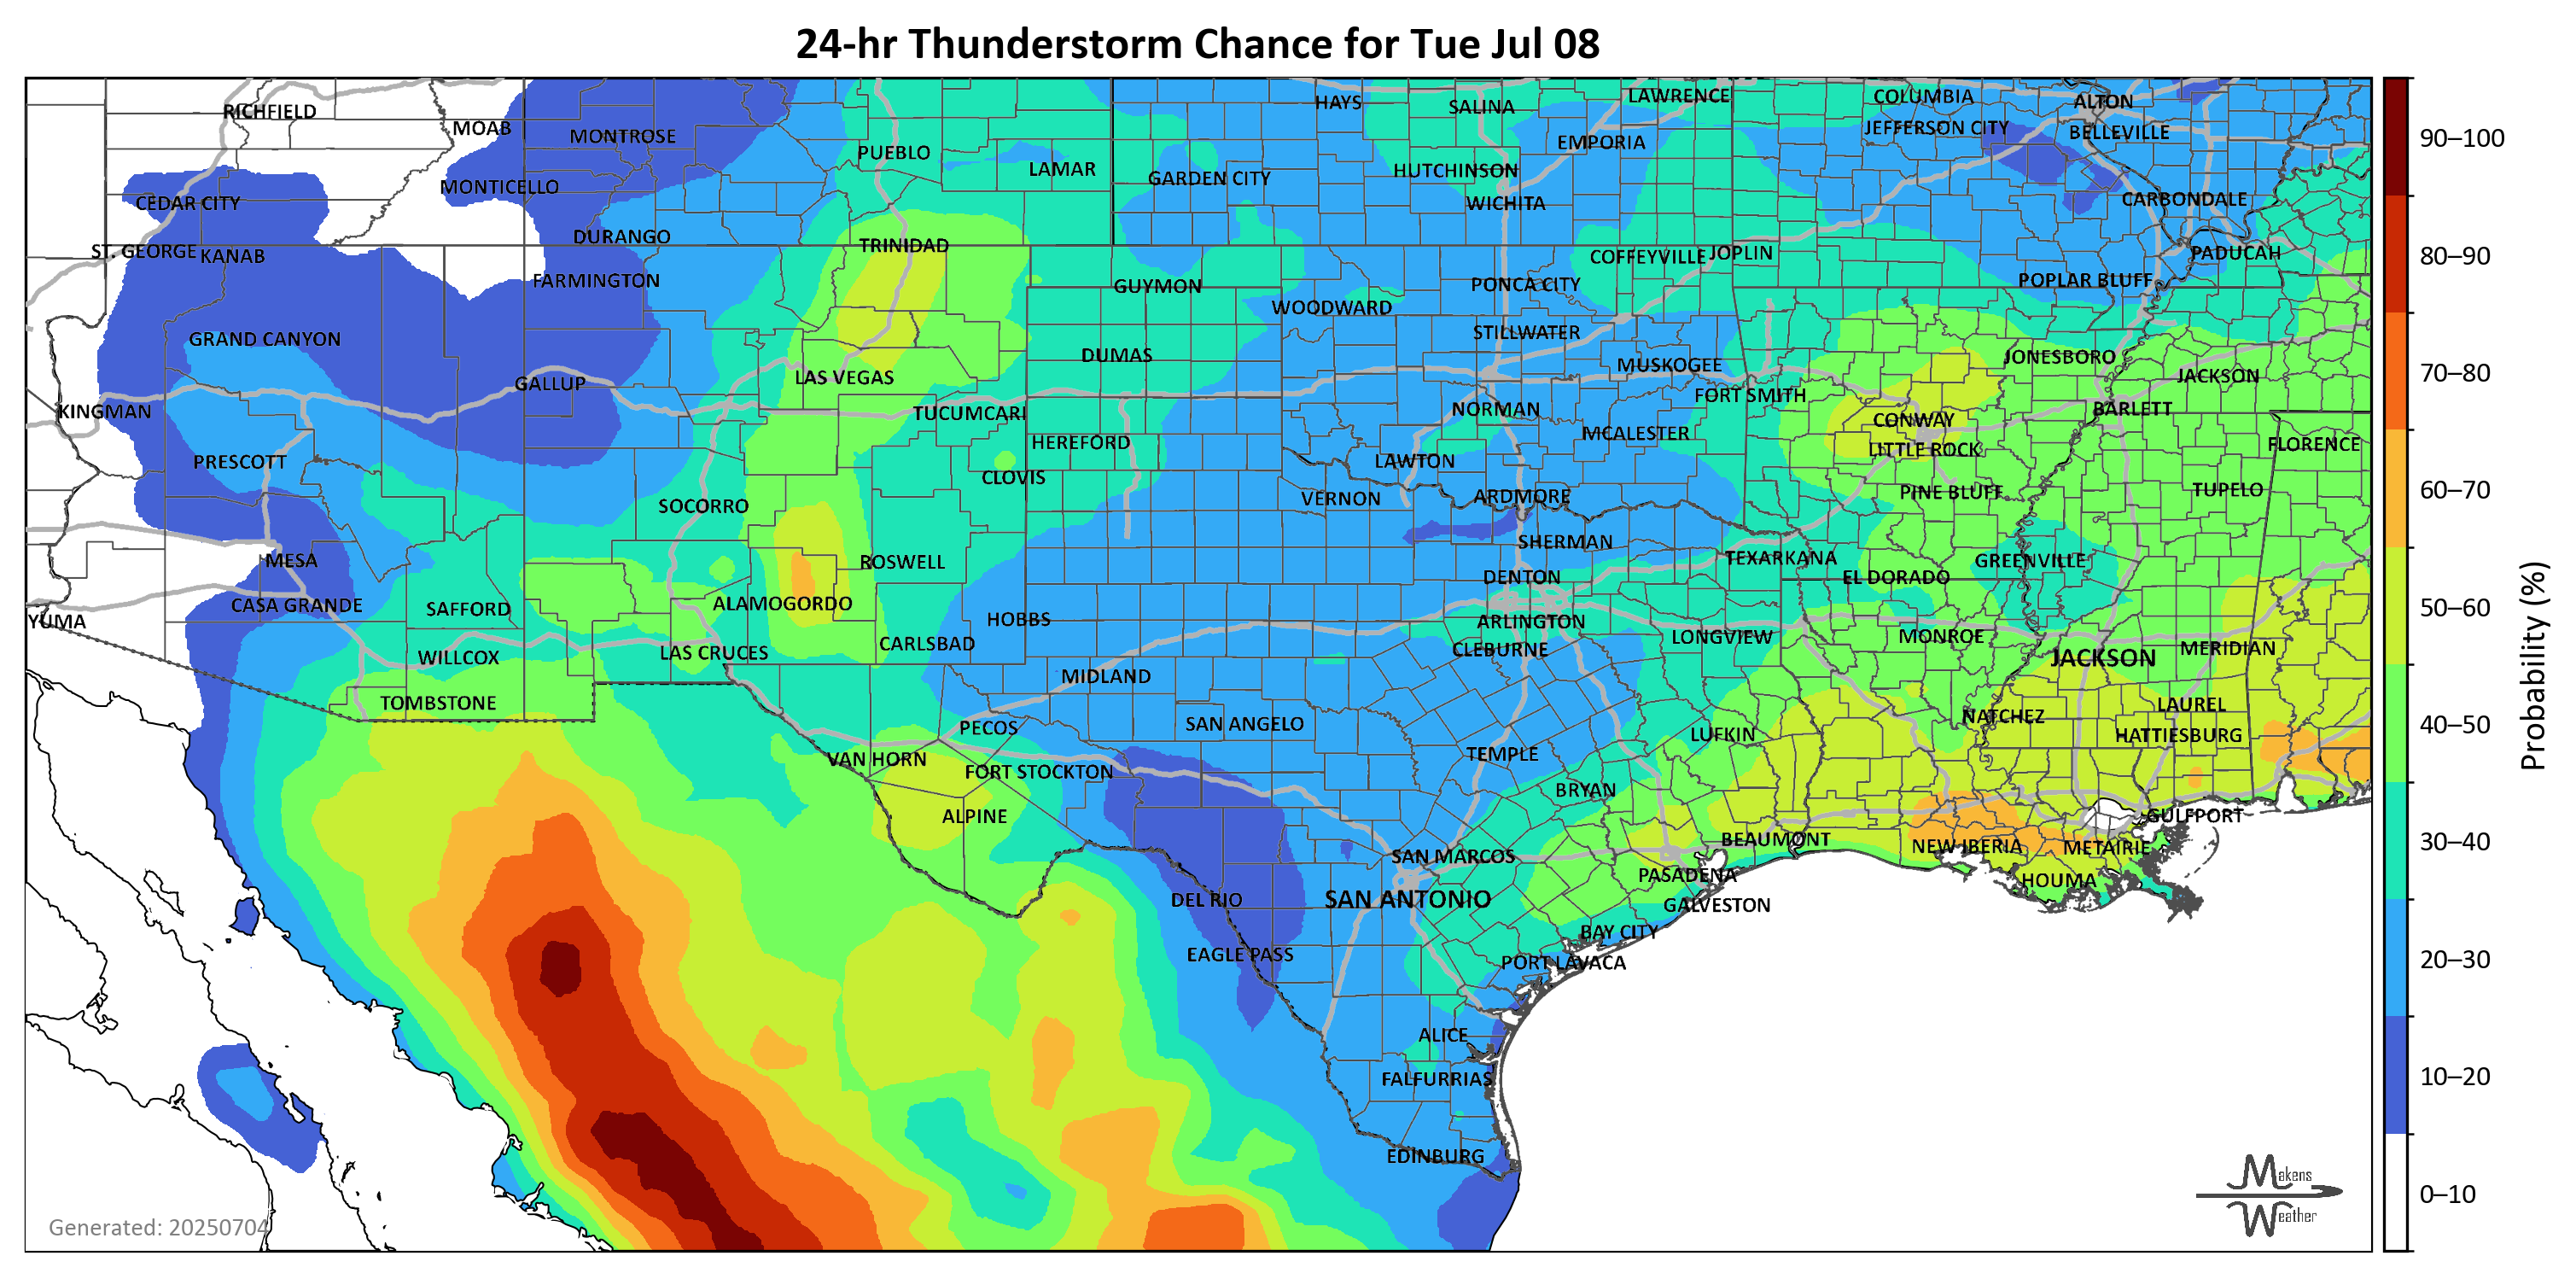 24-hr Thunderstorm Chance for Tue Jul 08
RICHFIELD
MOAB
MONTROSE
PUEBLO
LAMAR
HAYS
SALINA
LAWRENCE
COLUMBIA
ALTON
JEFFERSON CITY
BELLEVILLE
EMPORIA
HUTCHINSON
GARDEN CITY
MONTICELLO
CEDAR CITY
WICHITA
CARBONDALE
DURANGO
TRINIDAD
ST. GEORGE
KANAB
COFFEYVILLE
JOPLIN
PADUCAH
FARMINGTON
GUYMON
PONCA CITY
POPLAR BLUFF
WOODWARD
GRAND CANYON
STILLWATER
DUMAS
MUSKOGEE
JONESBORO
JACKSON
GALLUP
LAS VEGAS
FORT SMITH
KINGMAN
TUCUMCARI
NORMAN
BARLETT
CONWAY
HEREFORD
MCALESTER
FLORENCE
LITTLE ROCK
PRESCOTT
LAWTON
CLOVIS
SOCORRO
VERNON
ARDMORE
PINE BLUFF
TUPELO
SHERMAN
MESA
ROSWELL
TEXARKANA
GREENVILLE
DENTON
EL DORADO
CASA GRANDE
SAFFORD
ALAMOGORDO
YUMA
HOBBS
ARLINGTON
LONGVIEW
MONROE
CARLSBAD
CLEBURNE
MERIDIAN
WILLCOX
LAS CRUCES
JACKSON
MIDLAND
TOMBSTONE
LAUREL
NATCHEZ
PECOS
SAN ANGELO
LUFKIN
HATTIESBURG
VAN HORN
TEMPLE
FORT STOCKTON
BRYAN
ALPINE
GULFPORT
BEAUMONT
NEW IBERIA
METAIRIE
SAN MARCOS
PASADENA
HOUMA
DEL RIO
SAN ANTONIO
GALVESTON
BAY CITY
EAGLE PASS
PORT LAVACA
ALICE
FALFURRIAS
EDINBURG
Generated: 20250704
Makens
Weather
90–100
80–90
70–80
60–70
50–60
40–50
30–40
20–30
10–20
0–10
Probability (%)